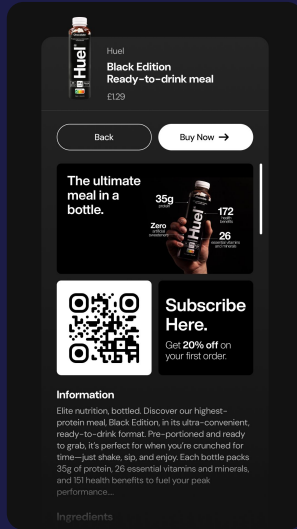 Huel
Black Edition
Ready-to-drink meal
£1.29
Back
Buy Now
The ultimate
meal in a
bottle.
35g
protein
172
health
benefits
Zero
artificial
sweeteners
26
essential vitamins
and minerals
Huel
Huel
Subscribe
Here.
Get 20% off on
your first order.
Information
Elite nutrition, bottled. Discover our highest-
protein meal, Black Edition, in its ultra-convenient,
ready-to-drink format. Pre-portioned and ready
to grab, it's perfect for when you're crunched for
time—just shake, sip, and enjoy. Each bottle packs
35g of protein, 26 essential vitamins and minerals,
and 151 health benefits to fuel your peak
performance....
Ingredients